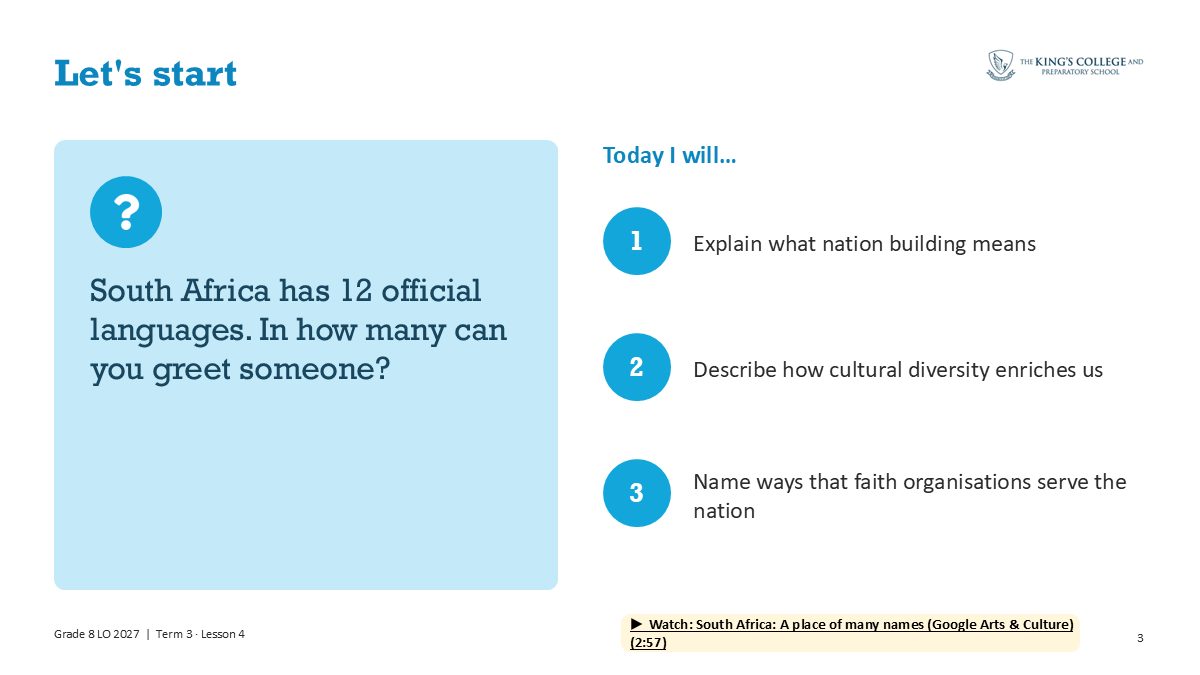 Let's start
THE KING'S COLLEGE AND
PREPARATORY SCHOOL
?
South Africa has 12 official
languages. In how many can
you greet someone?
Today I will...
1
Explain what nation building means
2
Describe how cultural diversity enriches us
3
Name ways that faith organisations serve the
nation
Grade 8 LO 2027 | Term 3 · Lesson 4
▶ Watch: South Africa: A place of many names (Google Arts & Culture)
(2:57)
3